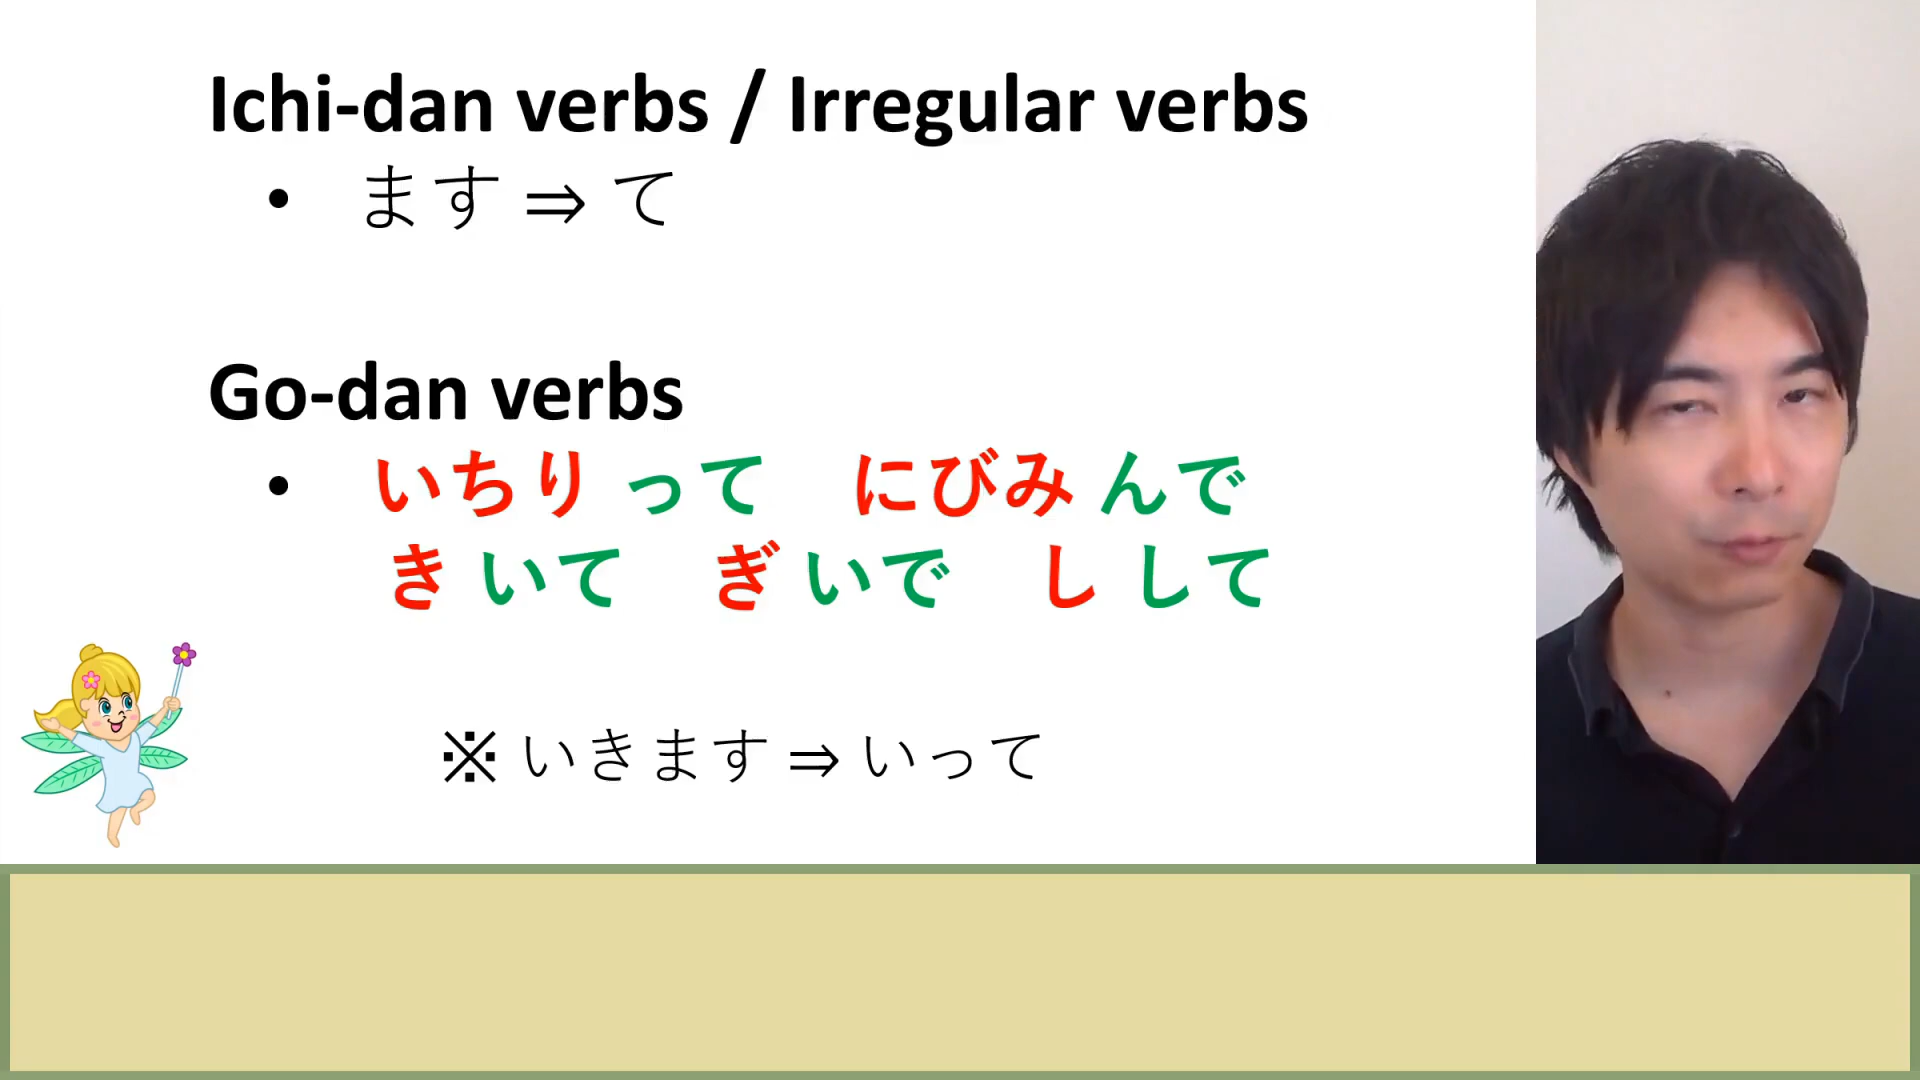 Ichi-dan verbs / Irregular verbs
• ます ⇒ て
Go-dan verbs
• いちり って にびみ んで
き いて ぎ いで し して
※ いきます ⇒ いって